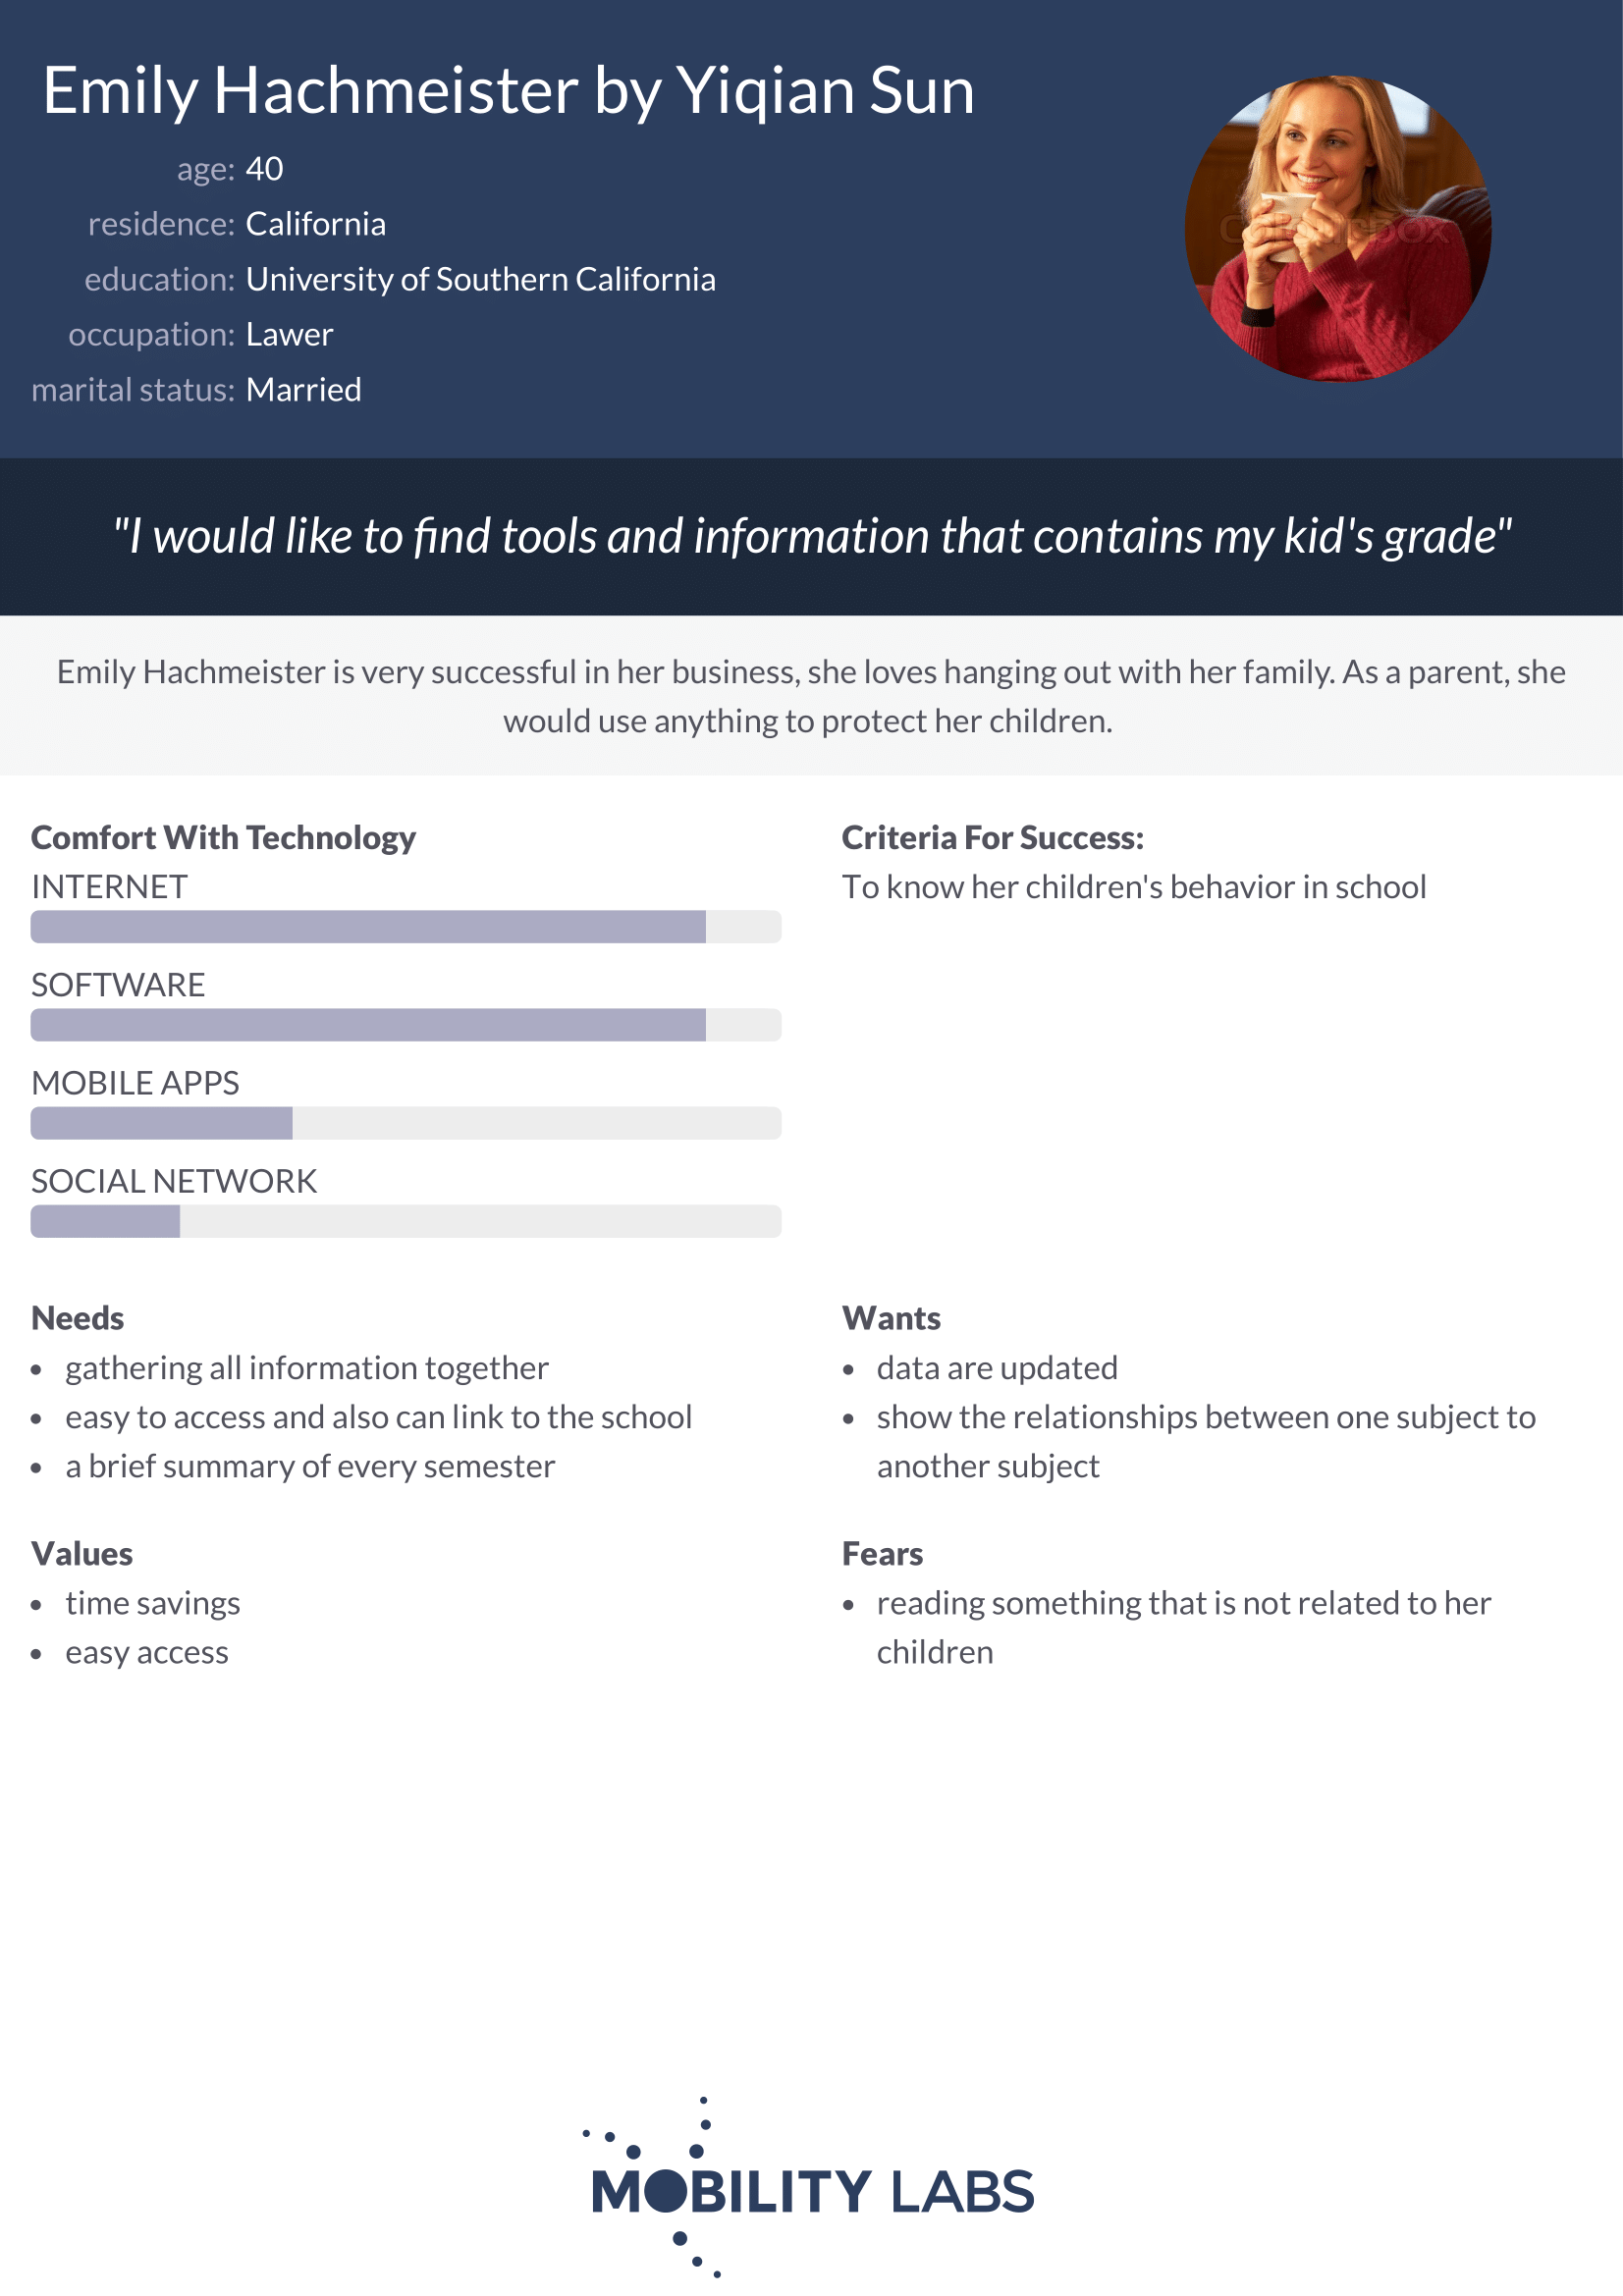 Emily Hachmeister by Yiqian Sun
age: 40
residence: California
education: University of Southern California
occupation: Lawer
marital status: Married
"I would like to find tools and information that contains my kid's grade"
Emily Hachmeister is very successful in her business, she loves hanging out with her family. As a parent, she
would use anything to protect her children.
Comfort With Technology
INTERNET
SOFTWARE
MOBILE APPS
SOCIAL NETWORK
Criteria For Success:
To know her children's behavior in school
Needs
• gathering all information together
• easy to access and also can link to the school
• a brief summary of every semester
Wants
• data are updated
• show the relationships between one subject to
another subject
Values
• time savings
• easy access
Fears
• reading something that is not related to her
children
MOBILITY LABS